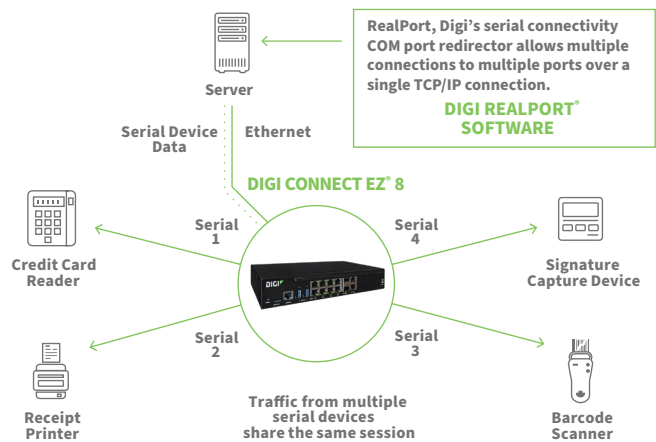 RealPort, Digi's serial connectivity
COM port redirector allows multiple
connections to multiple ports over a
single TCP/IP connection.
DIGI REALPORT®
SOFTWARE
Server
Serial Device
Data
Ethernet
DIGI CONNECT EZ® 8
Serial
1
Serial
4
Credit Card
Reader
DIGI
Signature
Capture Device
Serial
2
Serial
3
Receipt
Printer
Traffic from multiple
serial devices
share the same session
Barcode
Scanner